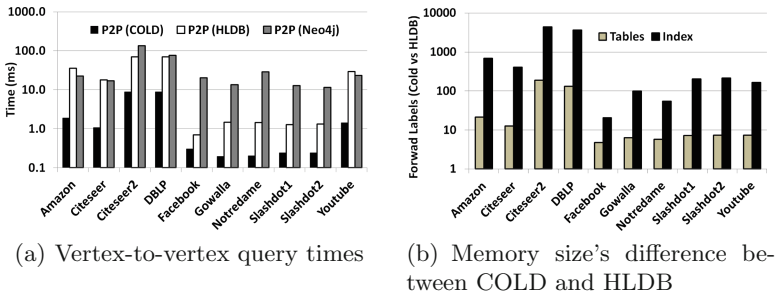 P2P (COLD) P2P (HLDB) P2P (Neo4j)
Time (ms)
1000.0
100.0
10.0
1.0
0.1
Amazon
Citeseer
Citeseer2
DBLP
Facebook
Gowalla
Notredame
Slashdot1
Slashdot2
Youtube
(a) Vertex-to-vertex query times
Tables Index
Forwad Labels (Cold vs HLDB)
10000
1000
100
10
1
Amazon
Citeseer
Citeseer2
DBLP
Facebook
Gowalla
Notredame
Slashdot1
Slashdot2
Youtube
(b) Memory size's difference be-
tween COLD and HLDB